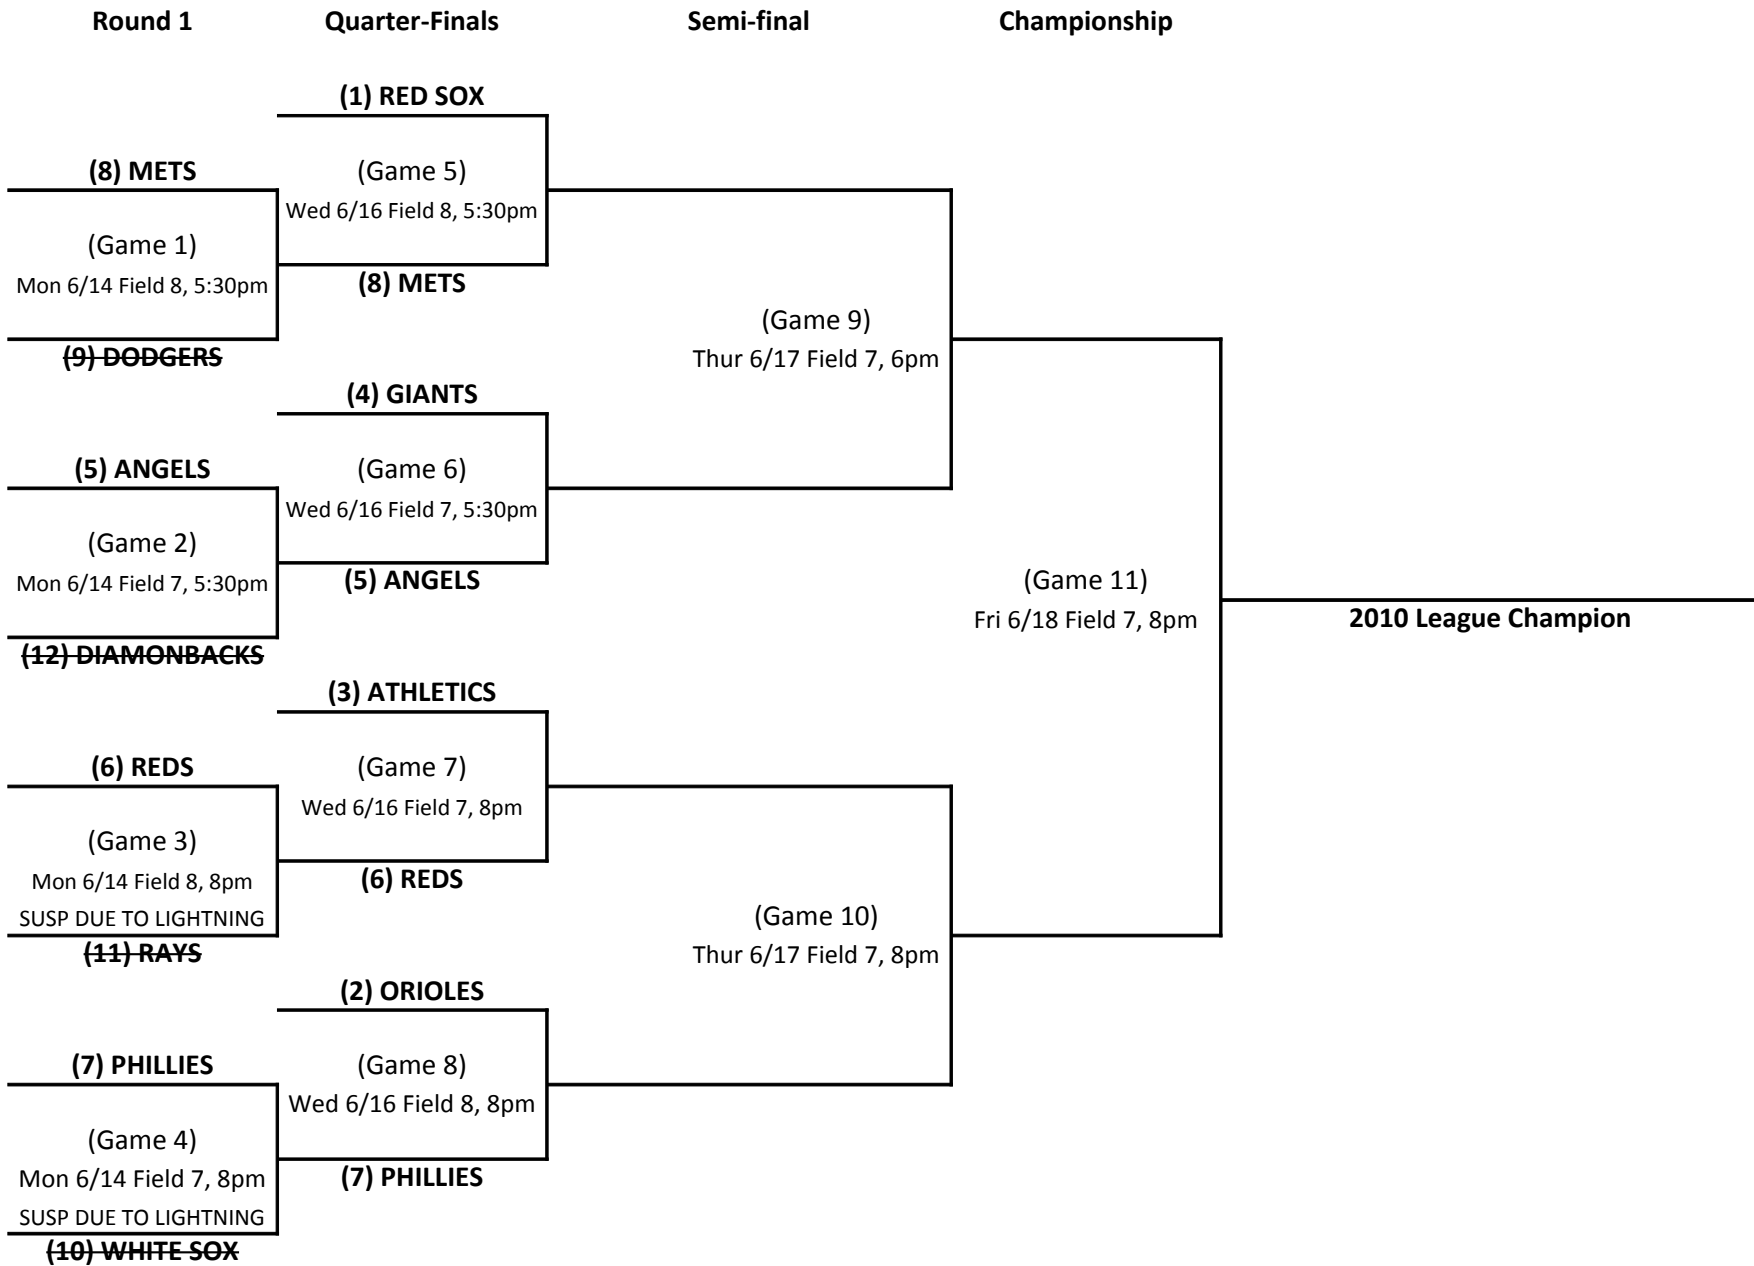 Round 1
Quarter-Finals
Semi-final
Championship
(1) RED SOX
(8) METS
(Game 5)
Wed 6/16 Field 8, 5:30pm
(Game 1)
Mon 6/14 Field 8, 5:30pm
(8) METS
(Game 9)
Thur 6/17 Field 7, 6pm
(9) DODGERS
(4) GIANTS
(5) ANGELS
(Game 6)
Wed 6/16 Field 7, 5:30pm
(Game 2)
Mon 6/14 Field 7, 5:30pm
(5) ANGELS
(Game 11)
Fri 6/18 Field 7, 8pm
2010 League Champion
(12) DIAMONBACKS
(3) ATHLETICS
(6) REDS
(Game 7)
Wed 6/16 Field 7, 8pm
(Game 3)
Mon 6/14 Field 8, 8pm
SUSP DUE TO LIGHTNING
(6) REDS
(Game 10)
Thur 6/17 Field 7, 8pm
(11) RAYS
(2) ORIOLES
(7) PHILLIES
(Game 8)
Wed 6/16 Field 8, 8pm
(Game 4)
Mon 6/14 Field 7, 8pm
SUSP DUE TO LIGHTNING
(7) PHILLIES
(10) WHITE SOX